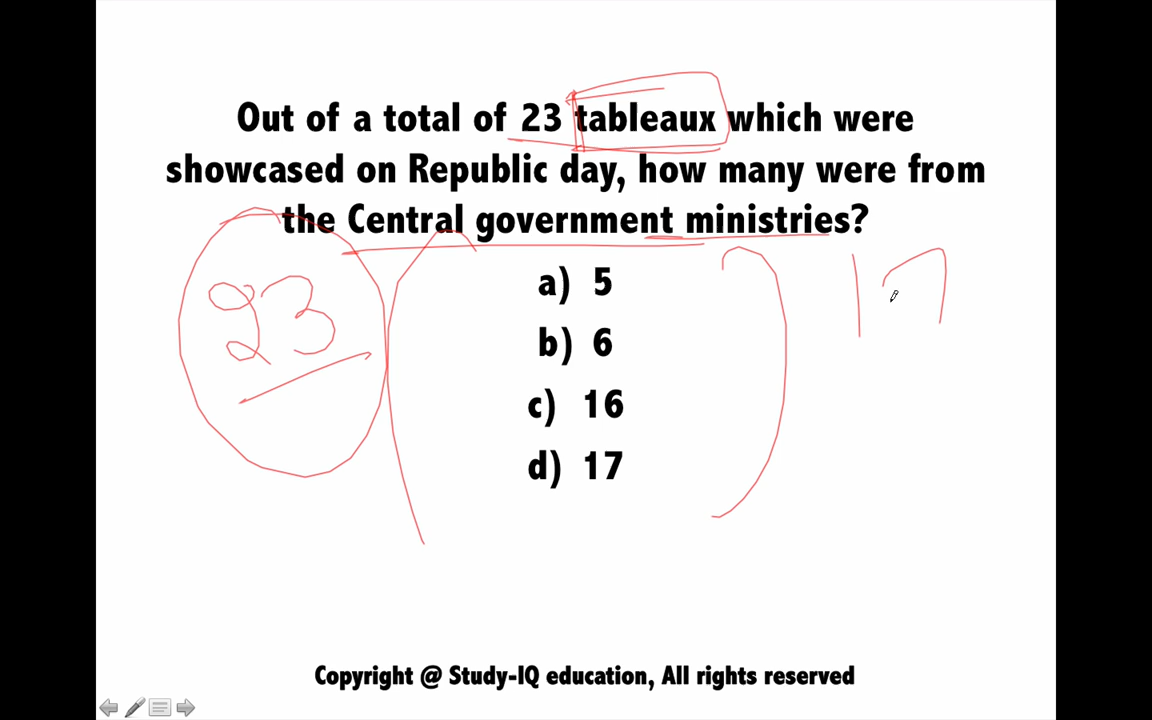 Out of a total of 23 tableaux which were
showcased on Republic day, how many were from
the Central government ministries?
23
17
a) 5
b) 6
c) 16
d) 17
Copyright @ Study-IQ education, All rights reserved